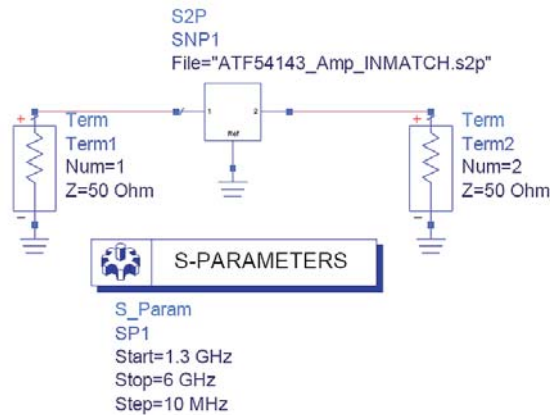 S2P
SNP1
File="ATF54143_Amp_INMATCH.s2p"
1
2
Ref
+
Term
Term1
Num=1
Z=50 Ohm
-
+
Term
Term2
Num=2
Z=50 Ohm
-
S-PARAMETERS
S_Param
SP1
Start=1.3 GHz
Stop=6 GHz
Step=10 MHz